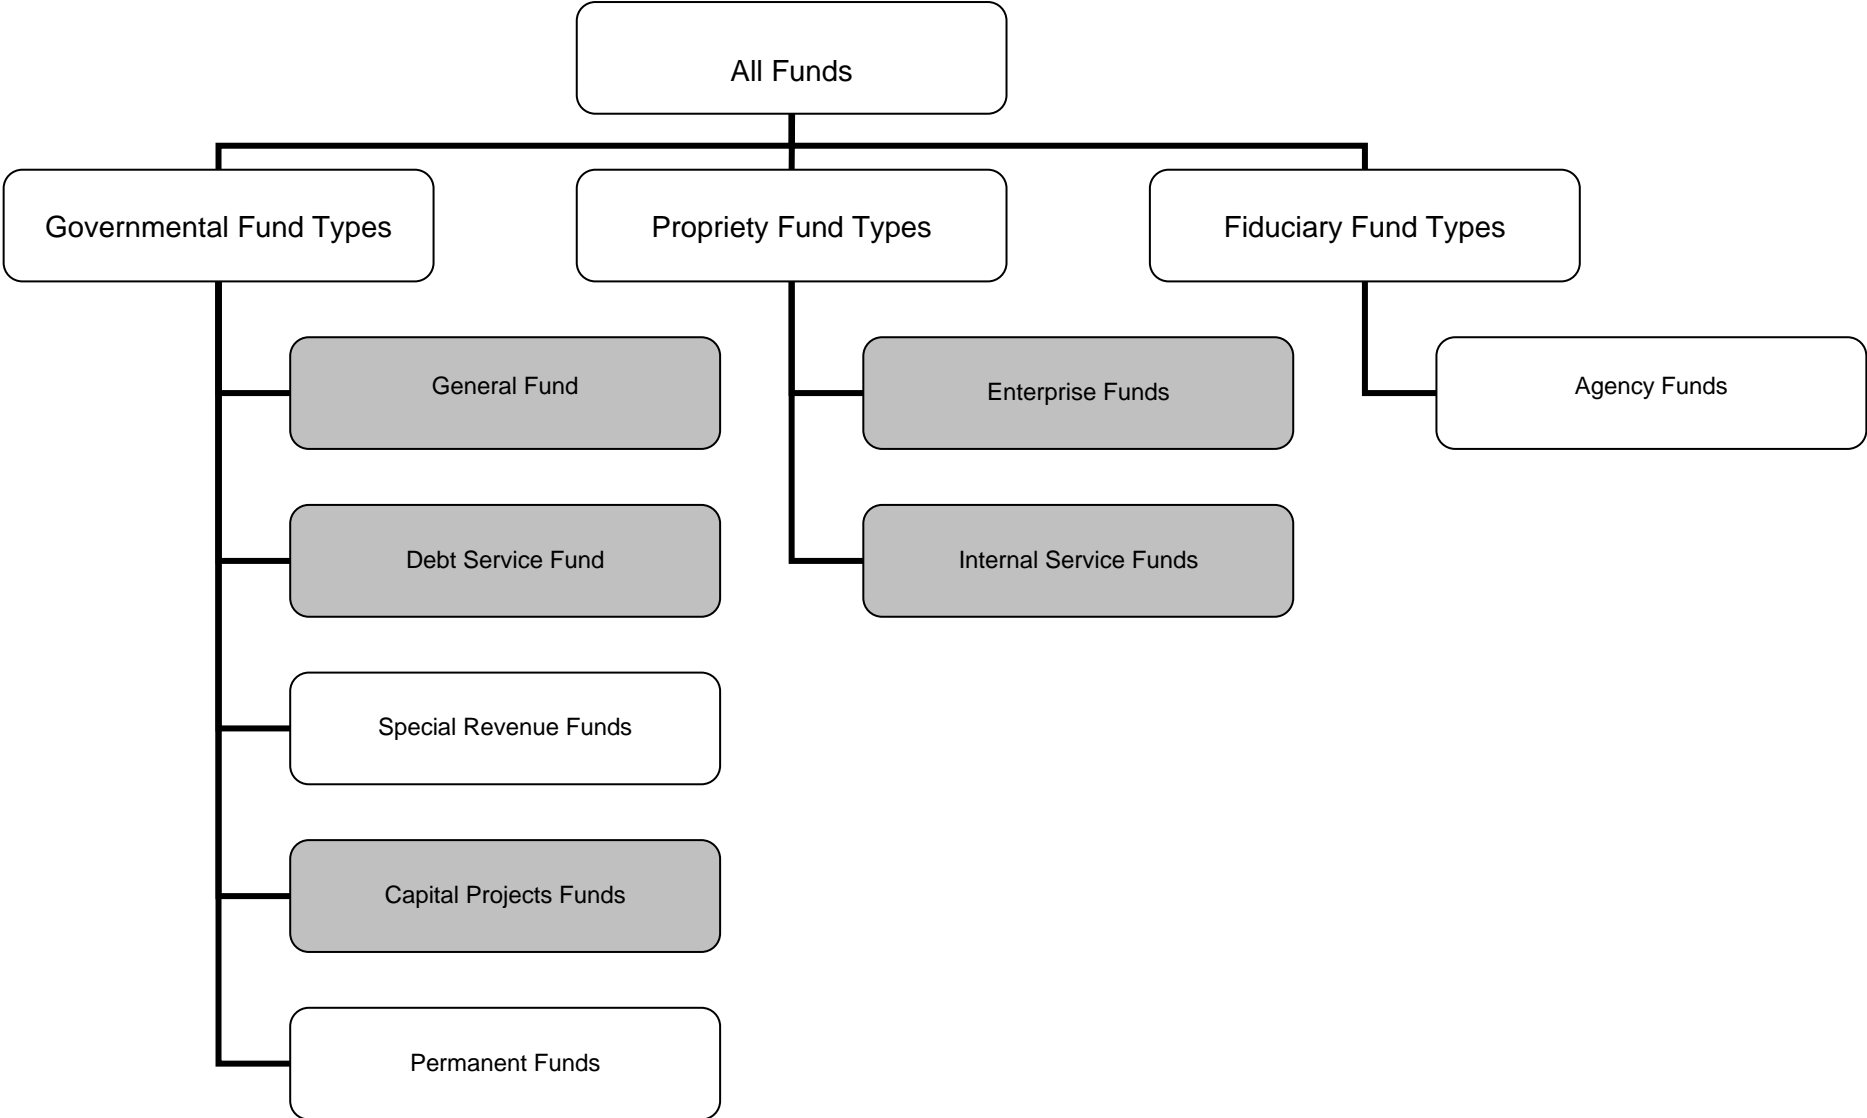 All Funds
Governmental Fund Types
Propriety Fund Types
Fiduciary Fund Types
General Fund
Enterprise Funds
Agency Funds
Debt Service Fund
Internal Service Funds
Special Revenue Funds
Capital Projects Funds
Permanent Funds